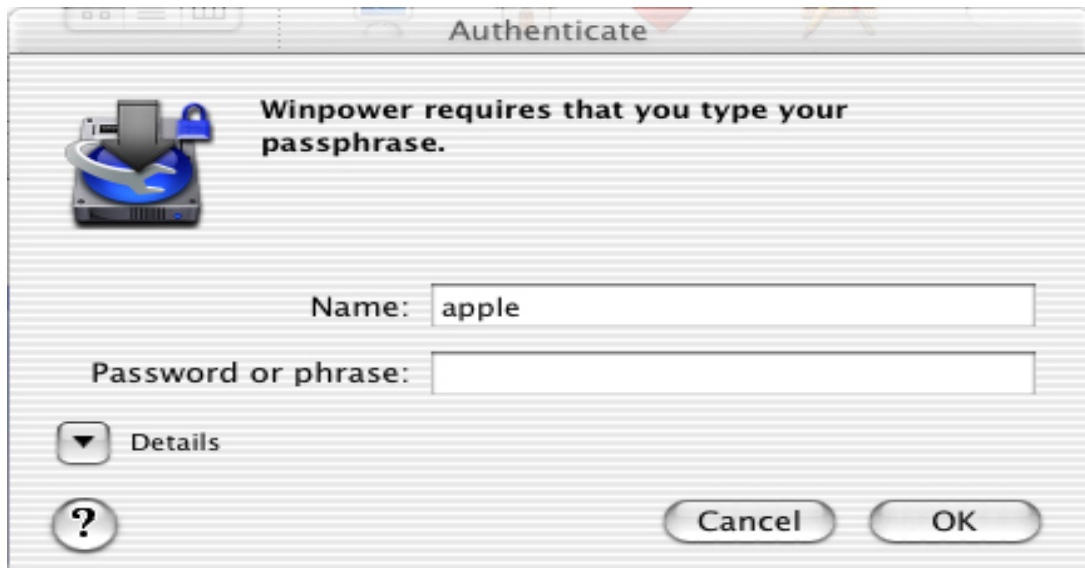 Authenticate
Winpower requires that you type your
passphrase.
Name: apple
Password or phrase:
Details
?
Cancel OK